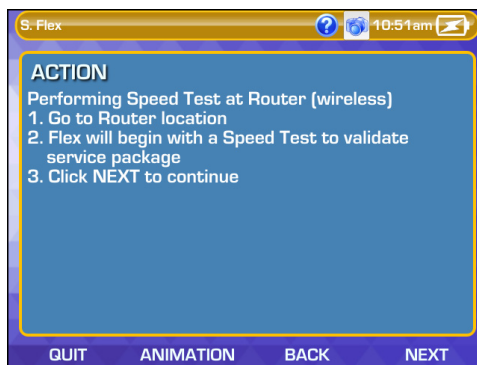 S. Flex
10:51am
ACTION
Performing Speed Test at Router (wireless)
1. Go to Router location
2. Flex will begin with a Speed Test to validate
service package
3. Click NEXT to continue
QUIT ANIMATION BACK NEXT